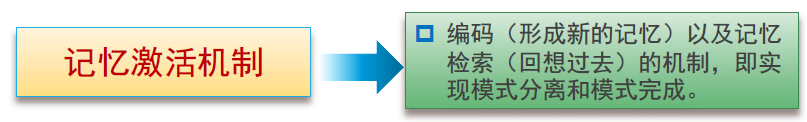 记忆激活机制
编码（形成新的记忆）以及记忆
检索（回想过去）的机制，即实
现模式分离和模式完成。